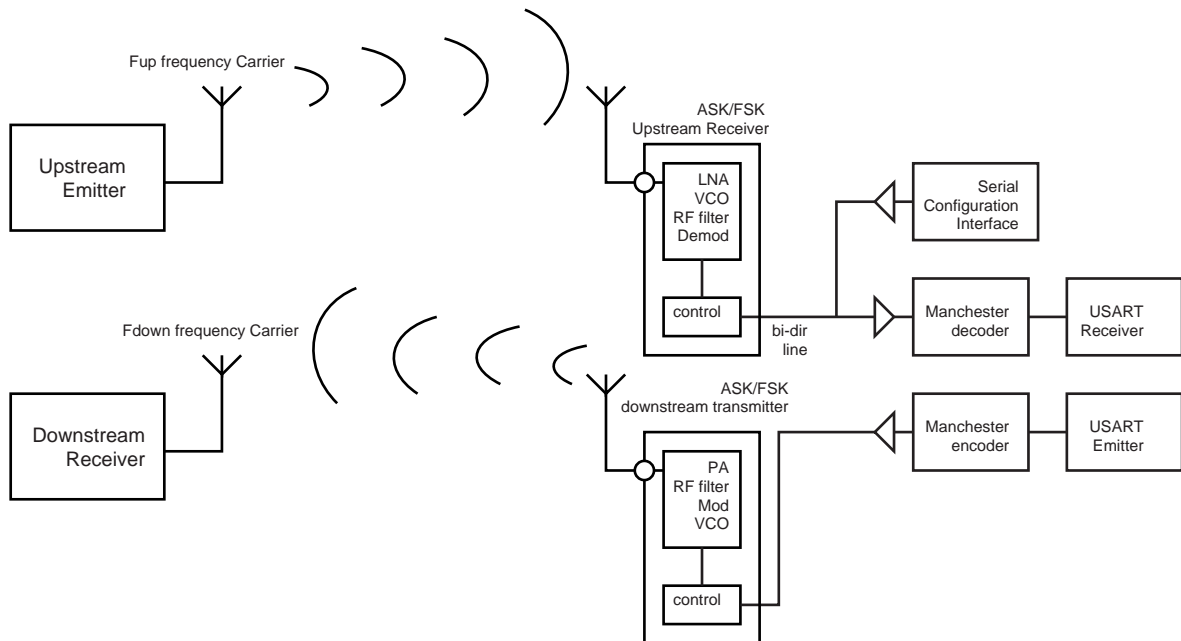 Fup frequency Carrier
Upstream
Emitter
ASK/FSK
Upstream Receiver
LNA
VCO
RF filter
Demod
control
bi-dir
line
Serial
Configuration
Interface
Manchester
decoder
USART
Receiver
Fdown frequency Carrier
Downstream
Receiver
ASK/FSK
downstream transmitter
PA
RF filter
Mod
VCO
control
Manchester
encoder
USART
Emitter